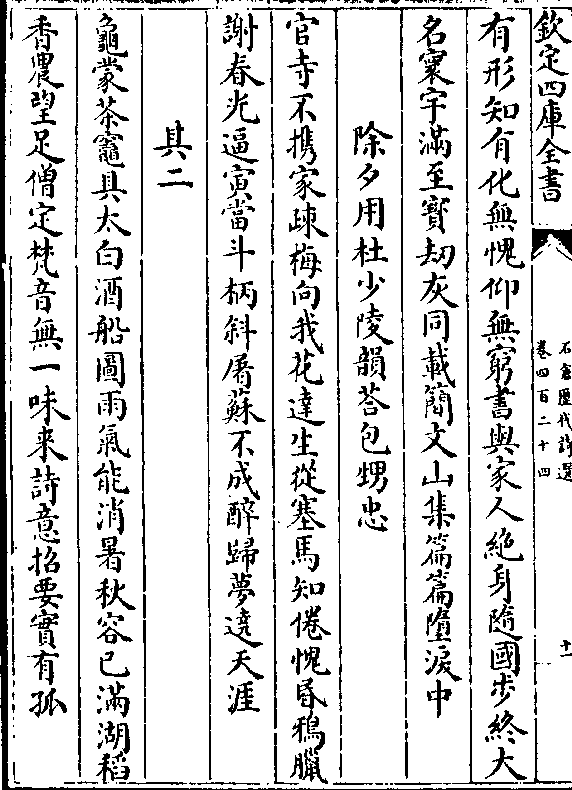 欽定四庫全書
石倉歷代詩選
卷四百二十四
十一
有形知有化無愧仰無窮書與家人絶身隨國步終大
名寰宇滿至寳刼灰同載閲文山集篇篇墮淚中
除夕用杜少陵韻荅包甥忠
官寺不携家疎梅向我花達生從塞馬知倦愧昏鴉臘
謝春光逼寅當斗柄斜屠蘇不成醉歸夢遶天涯
其二
龜蒙茶竈具太白酒船圖雨氣能消暑秋容已滿湖稻
香農望足僧定梵音無一味来詩意招要實有孤